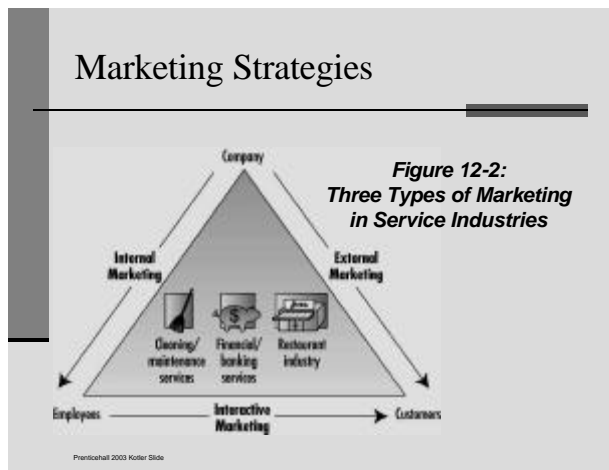 Marketing Strategies
Company
Figure 12-2:
Three Types of Marketing
in Service Industries
Internal
Marketing
External
Marketing
$
Cleaning/
maintenance
services
Financial/
banking
services
Restaurant
industry
Employees
Interactive
Marketing
Customers
Prenticehall 2003 Kotler Slide